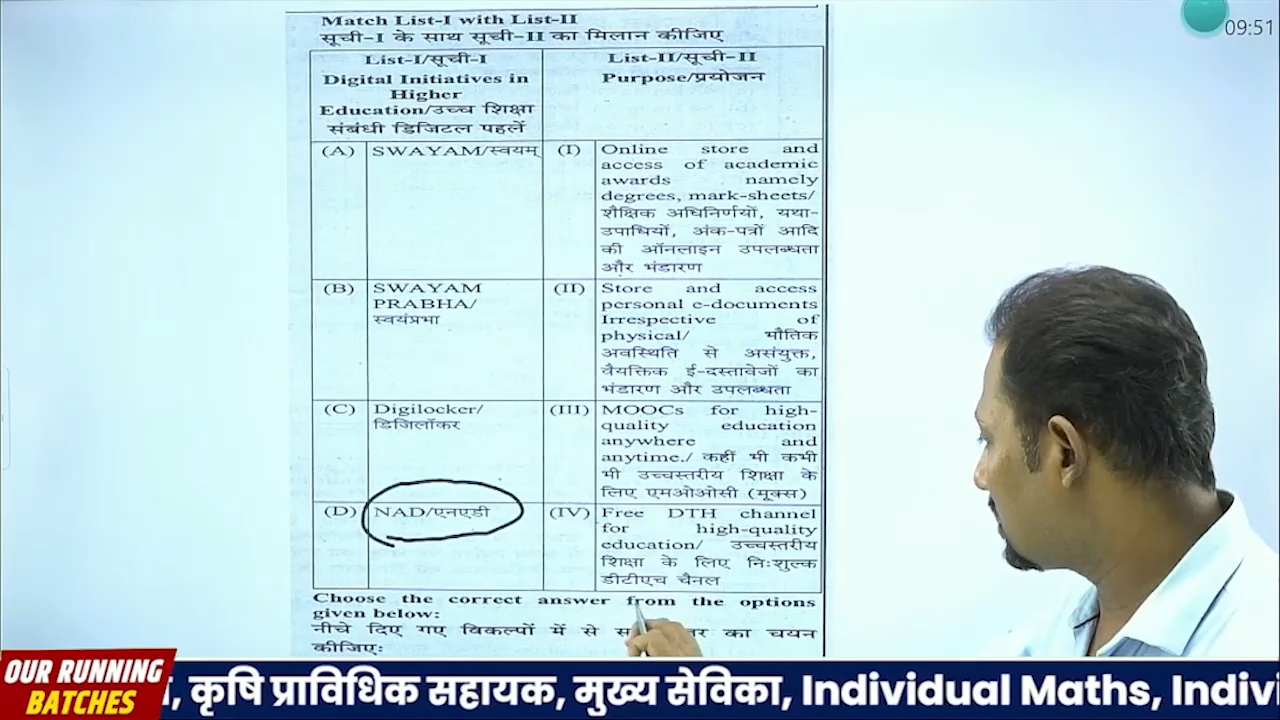 Match List-I with List-II
सूची-I के साथ सूची-II का मिलान कीजिए
List-I/सूची-I
Digital Initiatives in
Higher
Education/उच्च शिक्षा
संबंधी डिजिटल पहलें
List-II/सूची-II
Purpose/प्रयोजन
(A) SWAYAM/स्वयम्
(I) Online store and
access of academic
awards namely
degrees, mark-sheets/
शैक्षिक अधिनिर्णयों, यथा-
उपाधियों, अंक-पत्रों आदि
की ऑनलाइन उपलब्धता
और भंडारण
(B) SWAYAM
PRABHA/
स्वयंप्रभा
(II) Store and access
personal e-documents
Irrespective of
physical/ भौतिक
अवस्थिति से असंयुक्त,
वैयक्तिक ई-दस्तावेजों का
भंडारण और उपलब्धता
(C) Digilocker/
डिजिलॉकर
(III) MOOCs for high-
quality education
anywhere and
anytime./ कहीं भी कभी
भी उच्चस्तरीय शिक्षा के
लिए एमओओसी (मूक्स)
(D) NAD/एनएडी
(IV) Free DTH channel
for high-quality
education/ उच्चस्तरीय
शिक्षा के लिए निःशुल्क
डीटीएच चैनल
Choose the correct answer from the options
given below:
नीचे दिए गए विकल्पों में से का चयन
कीजिए:
09:51
OUR RUNNING
BATCHES
, कृषि प्राविधिक सहायक, मुख्य सेविका, Individual Maths, Indivi